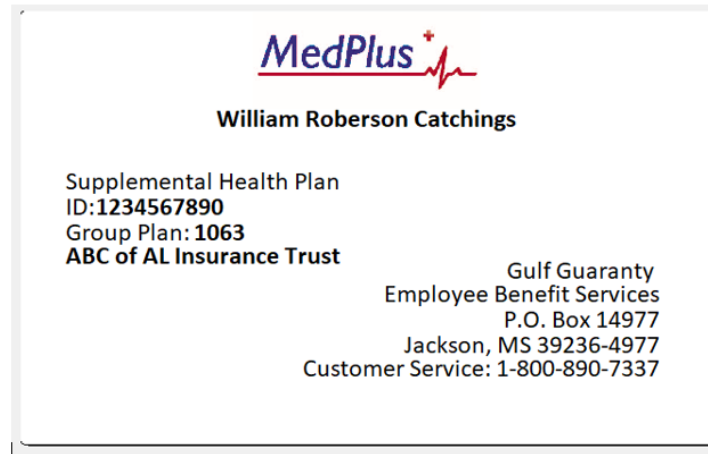 MedPlus
William Roberson Catchings
Supplemental Health Plan
ID:1234567890
Group Plan: 1063
ABC of AL Insurance Trust
Gulf Guaranty
Employee Benefit Services
P.O. Box 14977
Jackson, MS 39236-4977
Customer Service: 1-800-890-7337